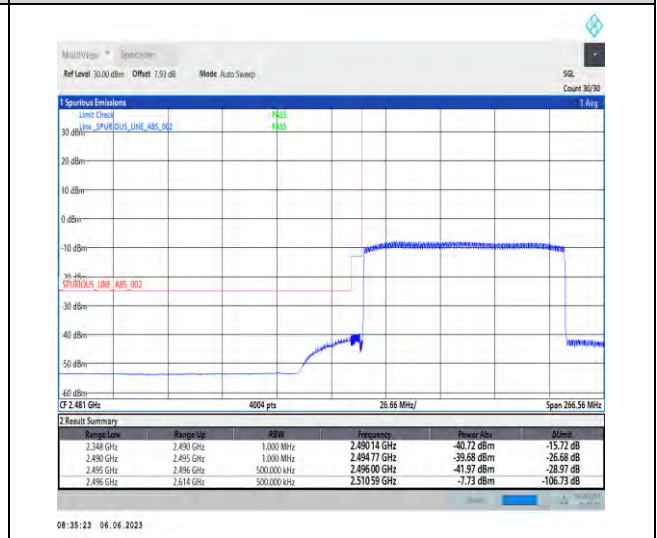 MultiView Spectrum
Ref Level 30.00 dBm Offset 7.93 dB Mode Auto Sweep SGL
Count 30/30
1 Spurious Emissions 1 Avg
Limit Check PASS
Line _SPURIOUS_LINE_ABS_002 PASS
30 dBm
20 dBm
10 dBm
0 dBm
-10 dBm
-20 dBm
SPURIOUS_LINE_ABS_002
-30 dBm
-40 dBm
-50 dBm
-60 dBm
CF 2.481 GHz 4004 pts 26.66 MHz/ Span 266.56 MHz
2 Result Summary
Range Low Range Up RBW Frequency Power Abs ΔLimit
2.348 GHz 2.490 GHz 1.000 MHz 2.490 14 GHz -40.72 dBm -15.72 dB
2.490 GHz 2.495 GHz 1.000 MHz 2.494 77 GHz -39.68 dBm -26.68 dB
2.495 GHz 2.496 GHz 500.000 kHz 2.496 00 GHz -41.97 dBm -28.97 dB
2.496 GHz 2.614 GHz 500.000 kHz 2.510 59 GHz -7.73 dBm -106.73 dB
08:35:23 06.06.2023